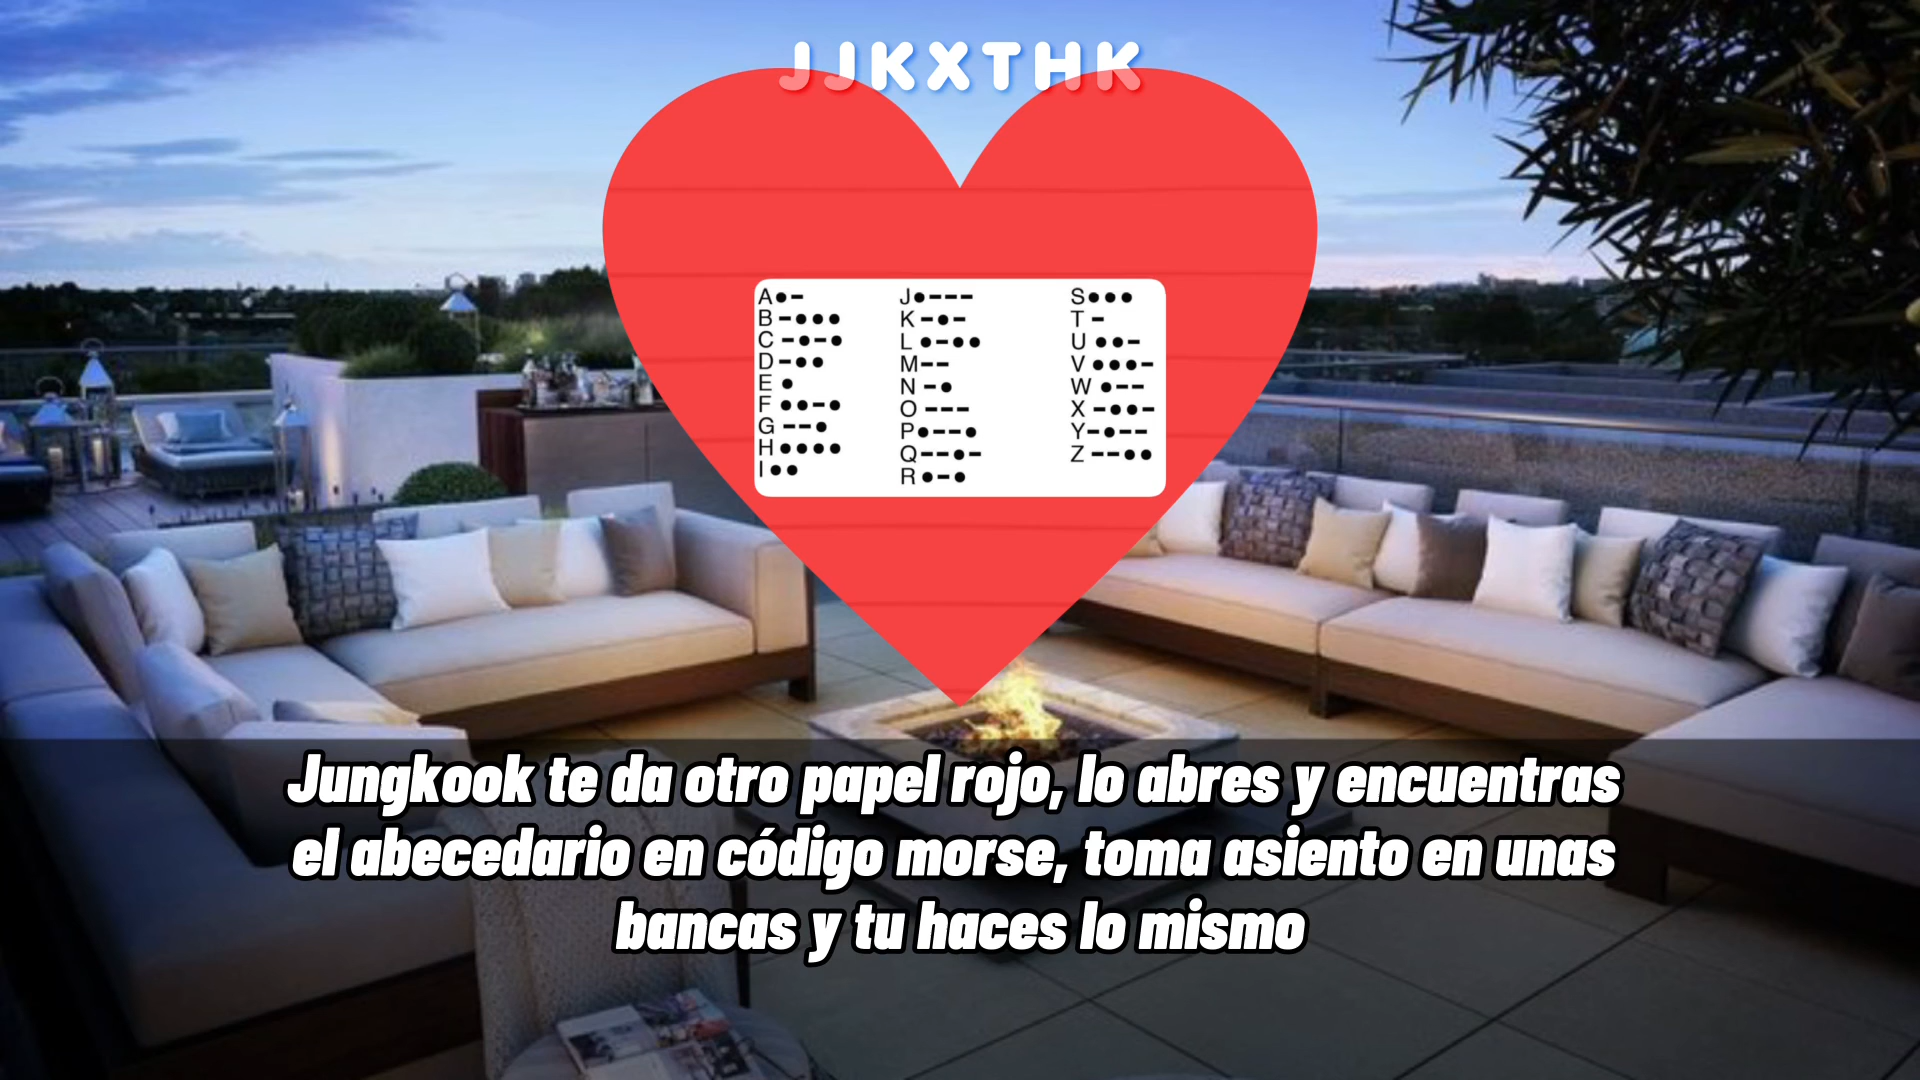 JJKXTHK
A•- J•--- S•••
B-••• K-•- T-
C-•-• L•-•• U••-
D-•• M-- V•••-
E• N-• W•--
F••-• O--- X-••-
G--• P•--• Y-•--
H•••• Q--•- Z--••
I•• R•-•
Jungkook te da otro papel rojo, lo abres y encuentras
el abecedario en código morse, toma asiento en unas
bancas y tu haces lo mismo